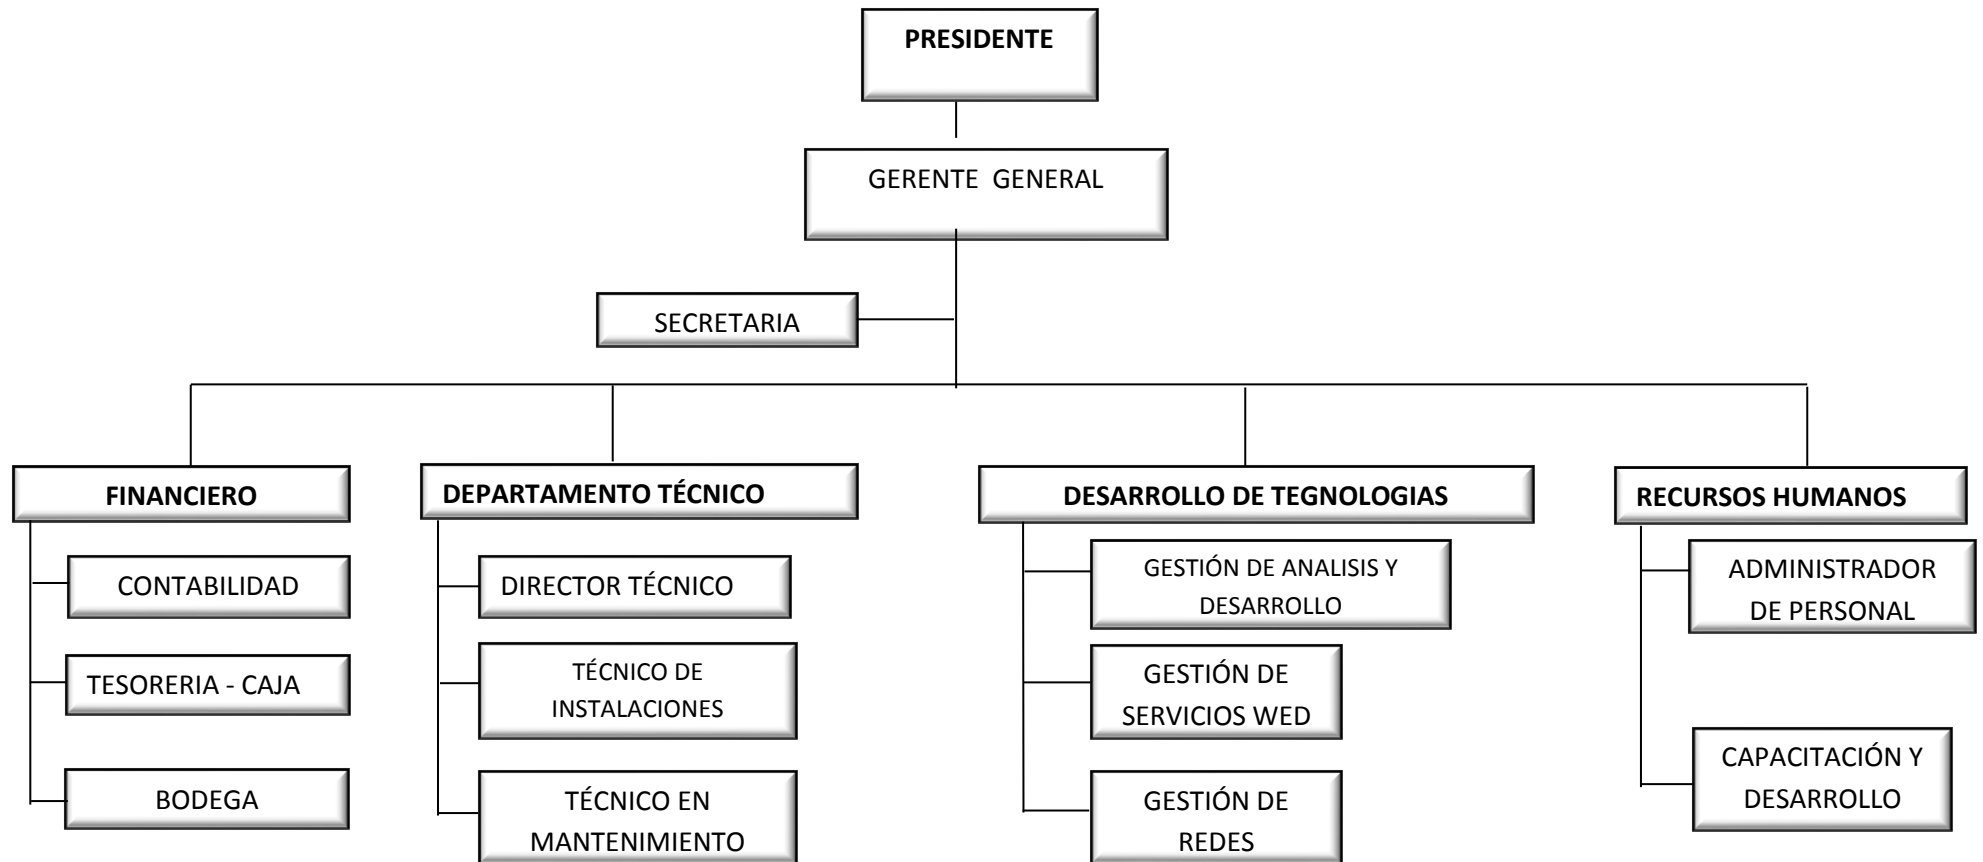 PRESIDENTE
GERENTE GENERAL
SECRETARIA
FINANCIERO
CONTABILIDAD
TESORERIA - CAJA
BODEGA
DEPARTAMENTO TÉCNICO
DIRECTOR TÉCNICO
TÉCNICO DE
INSTALACIONES
TÉCNICO EN
MANTENIMIENTO
DESARROLLO DE TEGNOLOGIAS
GESTIÓN DE ANALISIS Y
DESARROLLO
GESTIÓN DE
SERVICIOS WED
GESTIÓN DE
REDES
RECURSOS HUMANOS
ADMINISTRADOR
DE PERSONAL
CAPACITACIÓN Y
DESARROLLO